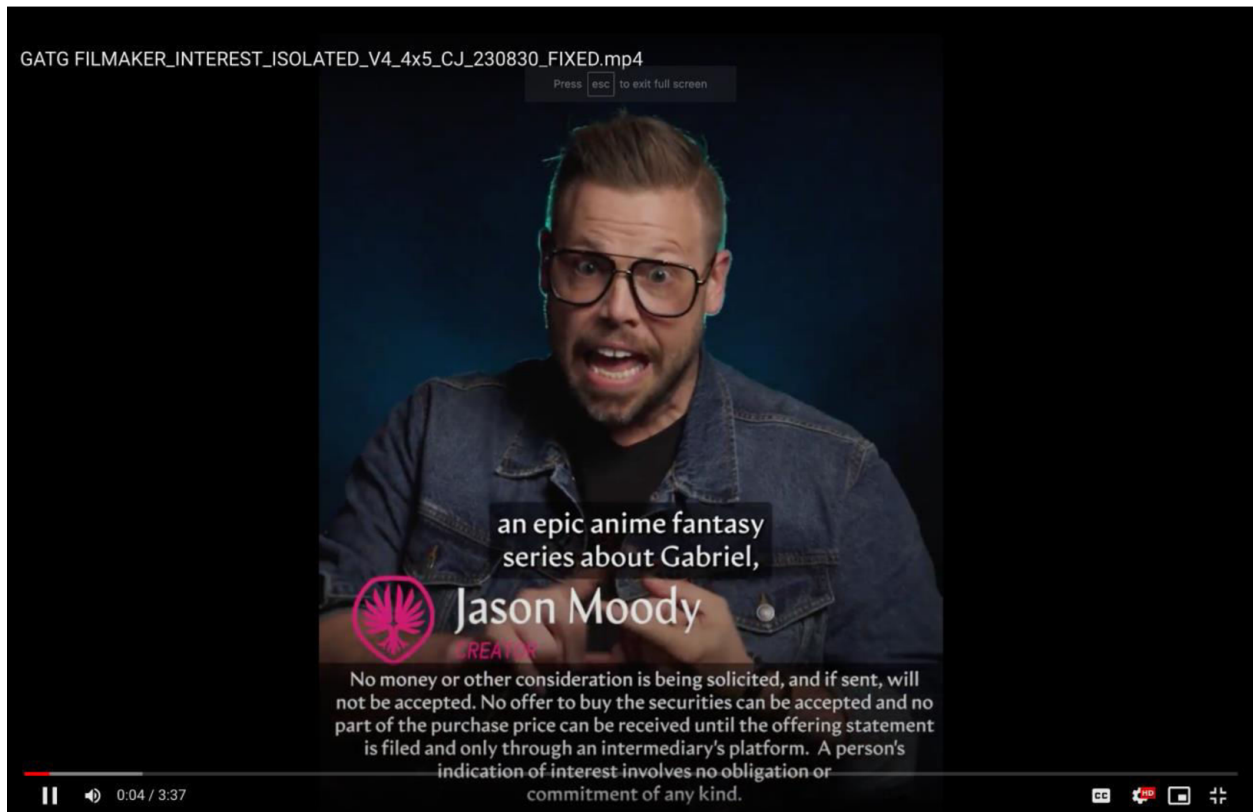 GATG FILMAKER_INTEREST_ISOLATED_V4_4x5_CJ_230830_FIXED.mp4
Press esc to exit full screen
an epic anime fantasy
series about Gabriel,
Jason Moody
CREATOR
No money or other consideration is being solicited, and if sent, will
not be accepted. No offer to buy the securities can be accepted and no
part of the purchase price can be received until the offering statement
is filed and only through an intermediary's platform. A person's
indication of interest involves no obligation or
commitment of any kind.
0:04 / 3:37
CC
HD